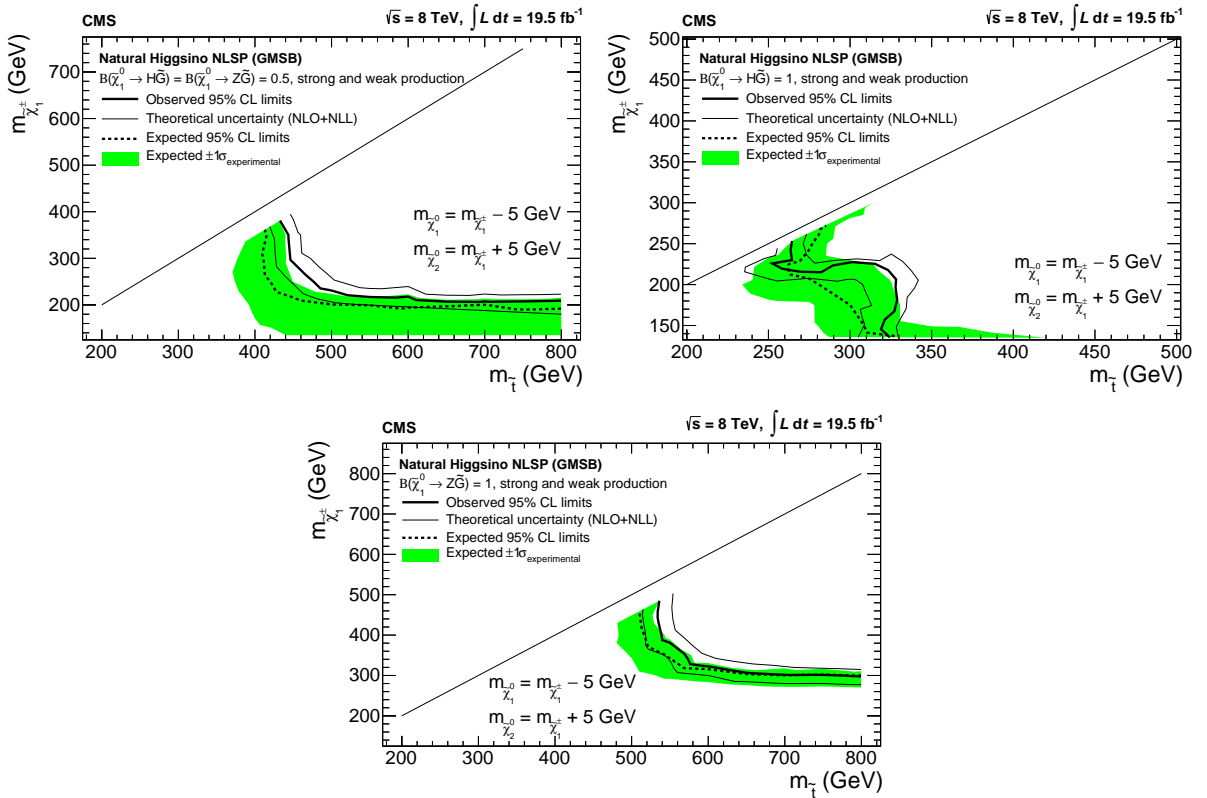 CMS
√s = 8 TeV, ∫L dt = 19.5 fb⁻¹
Natural Higgsino NLSP (GMSB)
B(χ̃₁⁰ → HG̃) = B(χ̃₁⁰ → ZG̃) = 0.5, strong and weak production
Observed 95% CL limits
Theoretical uncertainty (NLO+NLL)
Expected 95% CL limits
Expected ±1σ_experimental
m_χ̃₁⁰ = m_χ̃₁± − 5 GeV
m_χ̃₂⁰ = m_χ̃₁± + 5 GeV
m_χ̃₁± (GeV)
700
600
500
400
300
200
200 300 400 500 600 700 800
m_t̃ (GeV)
CMS
√s = 8 TeV, ∫L dt = 19.5 fb⁻¹
Natural Higgsino NLSP (GMSB)
B(χ̃₁⁰ → HG̃) = 1, strong and weak production
Observed 95% CL limits
Theoretical uncertainty (NLO+NLL)
Expected 95% CL limits
Expected ±1σ_experimental
m_χ̃₁⁰ = m_χ̃₁± − 5 GeV
m_χ̃₂⁰ = m_χ̃₁± + 5 GeV
m_χ̃₁± (GeV)
500
450
400
350
300
250
200
150
200 250 300 350 400 450 500
m_t̃ (GeV)
CMS
√s = 8 TeV, ∫L dt = 19.5 fb⁻¹
Natural Higgsino NLSP (GMSB)
B(χ̃₁⁰ → ZG̃) = 1, strong and weak production
Observed 95% CL limits
Theoretical uncertainty (NLO+NLL)
Expected 95% CL limits
Expected ±1σ_experimental
m_χ̃₁⁰ = m_χ̃₁± − 5 GeV
m_χ̃₂⁰ = m_χ̃₁± + 5 GeV
m_χ̃₁± (GeV)
800
700
600
500
400
300
200
200 300 400 500 600 700 800
m_t̃ (GeV)